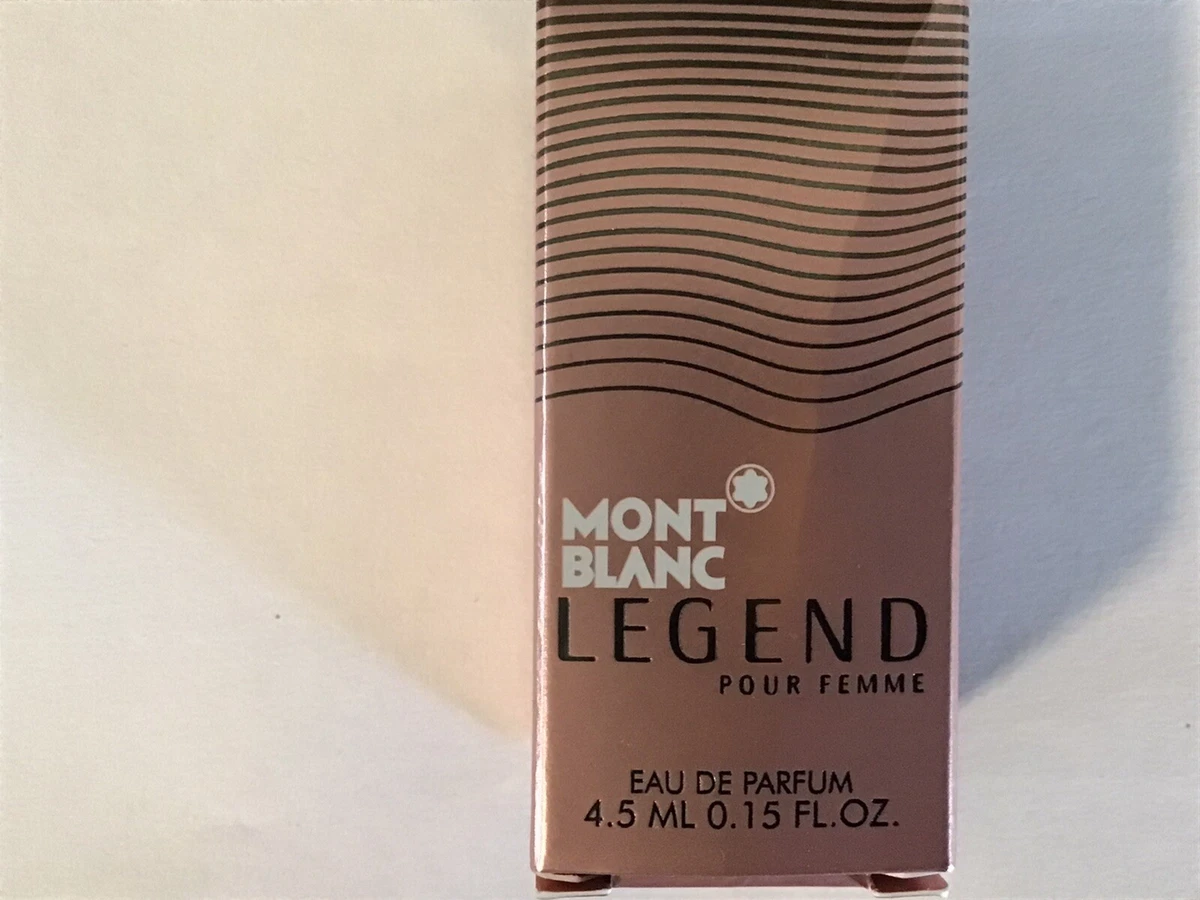 MONT
BLANC
LEGEND
POUR FEMME
EAU DE PARFUM
4.5 ML 0.15 FL.OZ.